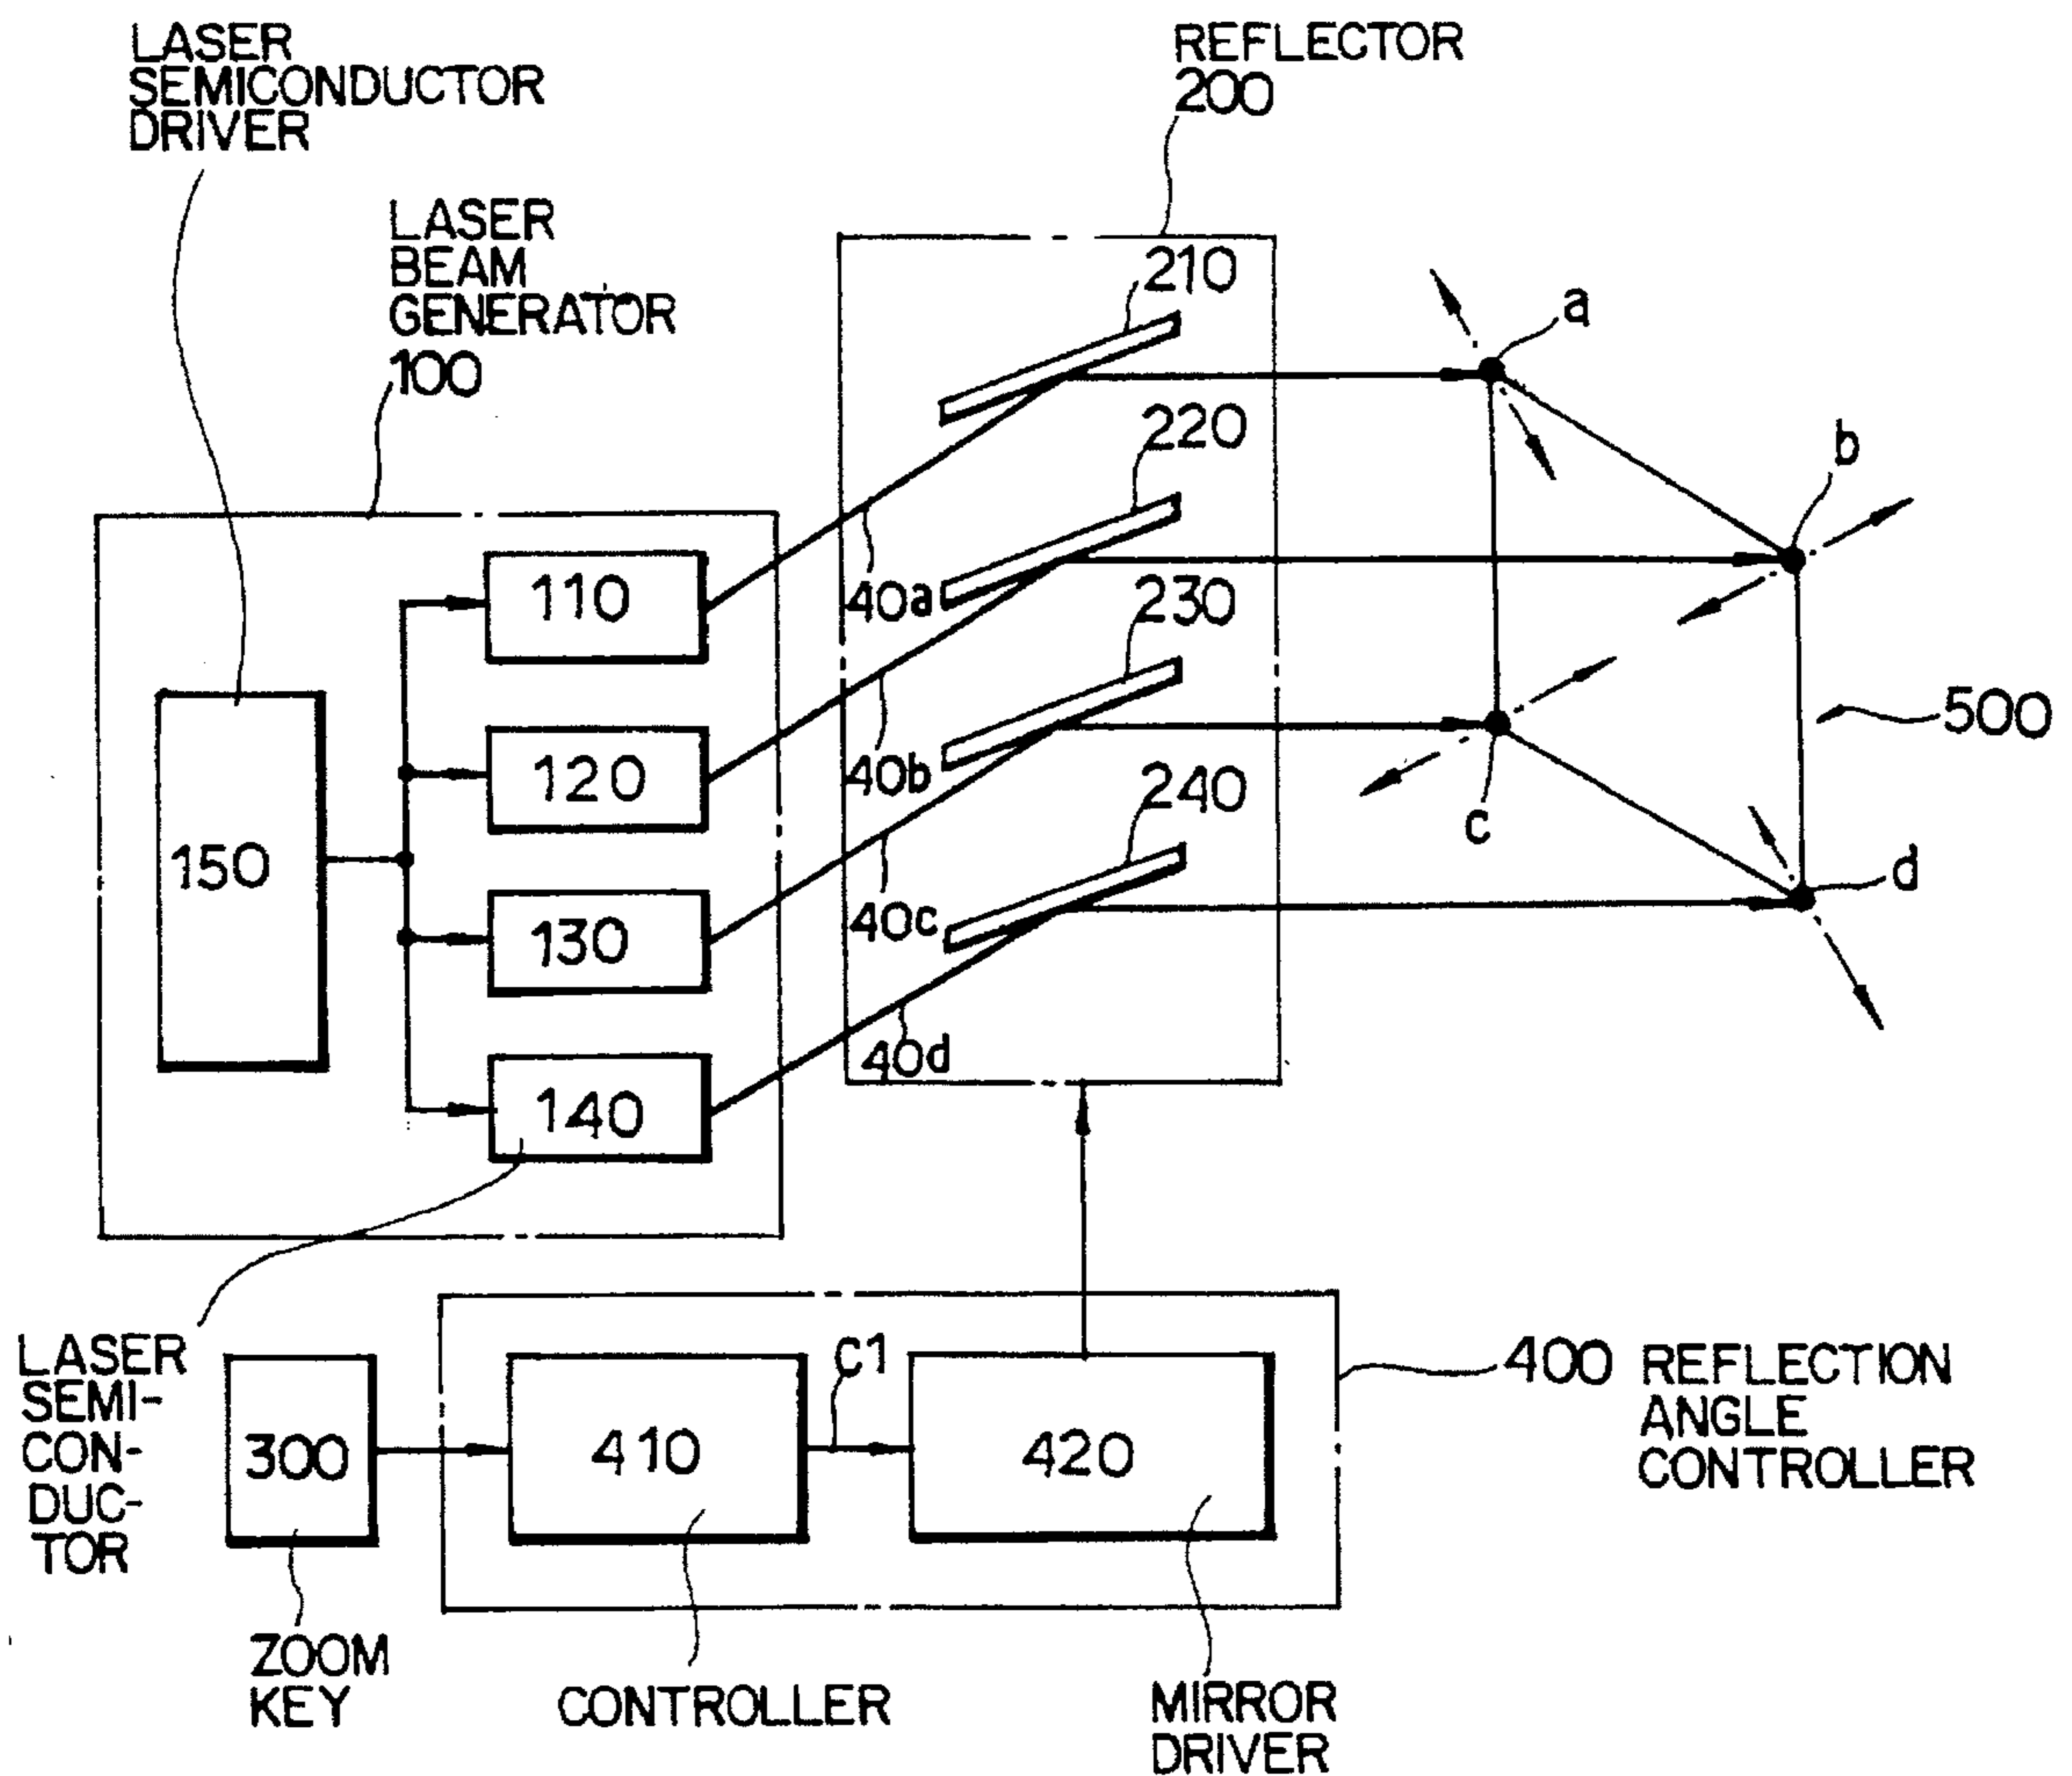 LASER
SEMICONDUCTOR
DRIVER
REFLECTOR
200
LASER
BEAM
GENERATOR
100
210
a
220
b
110
40a
230
500
120
40b
240
c
150
d
130
40c
40d
140
LASER
SEMI-
CON-
DUC-
TOR
300
410
C1
420
400 REFLECTION
ANGLE
CONTROLLER
ZOOM
KEY
CONTROLLER
MIRROR
DRIVER